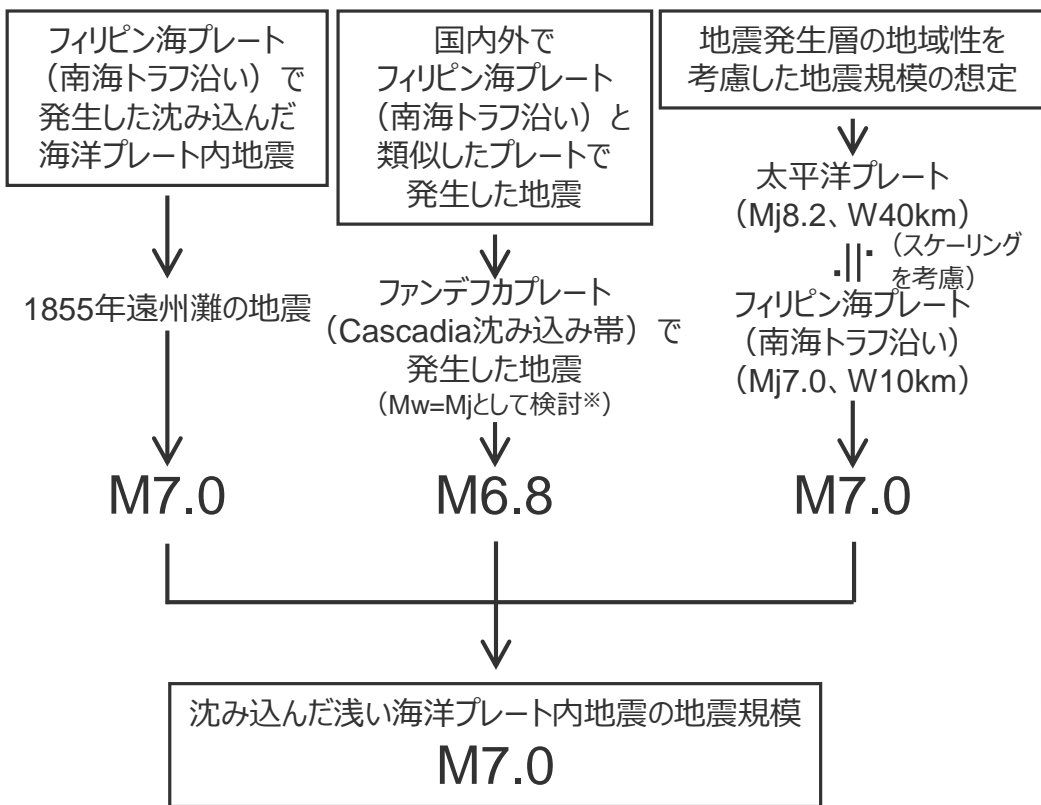 フィリピン海プレート
（南海トラフ沿い）で
発生した沈み込んだ
海洋プレート内地震
1855年遠州灘の地震
M7.0
国内外で
フィリピン海プレート
（南海トラフ沿い）と
類似したプレートで
発生した地震
ファンデフカプレート
（Cascadia沈み込み帯）で
発生した地震
（Mw=Mjとして検討※）
M6.8
地震発生層の地域性を
考慮した地震規模の想定
太平洋プレート
（Mj8.2、W40km）
（スケーリング
を考慮）
フィリピン海プレート
（南海トラフ沿い）
（Mj7.0、W10km）
M7.0
沈み込んだ浅い海洋プレート内地震の地震規模
M7.0